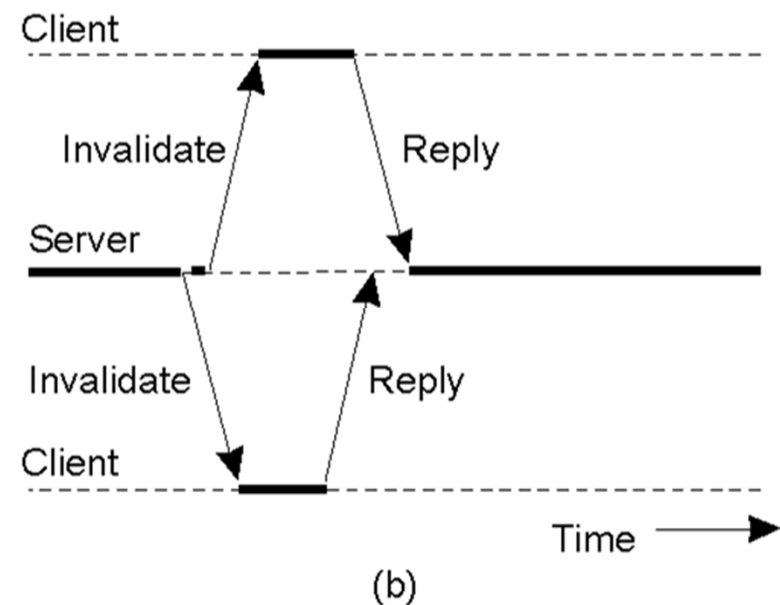 Client
Invalidate
Reply
Server
Invalidate
Reply
Client
Time
(b)